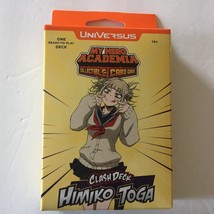 UNIVERSUS
ONE
READY-TO-PLAY
DECK
14+
MY HERO
ACADEMIA
COLLECTIBLE CARD GAME
CLASH DECK
HIMIKO TOGA